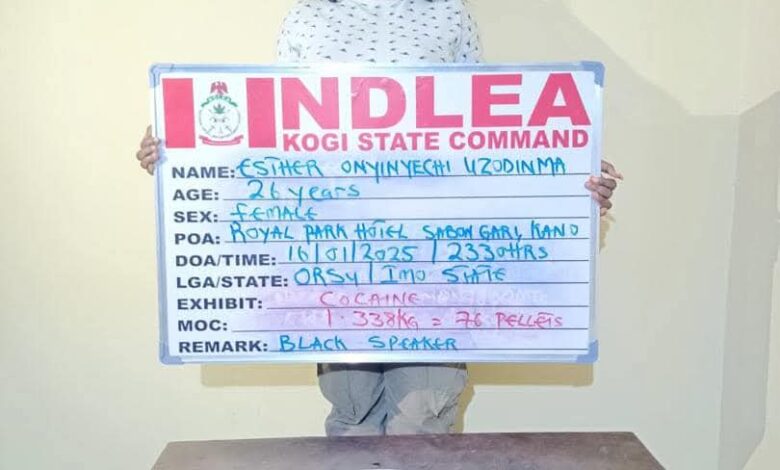 NDLEA
KOGI STATE COMMAND
NAME: ESTHER ONYINYECHI UZODINMA
AGE: 26 years
SEX: FEMALE
POA: ROYAL PARK HOTEL SABON GARI, KANO
DOA/TIME: 16/01/2025 / 2330HRS
LGA/STATE: ORSU / IMO STATE
EXHIBIT: COCAINE
MOC: 1.338KG = 76 PELLETS
REMARK: BLACK SPEAKER